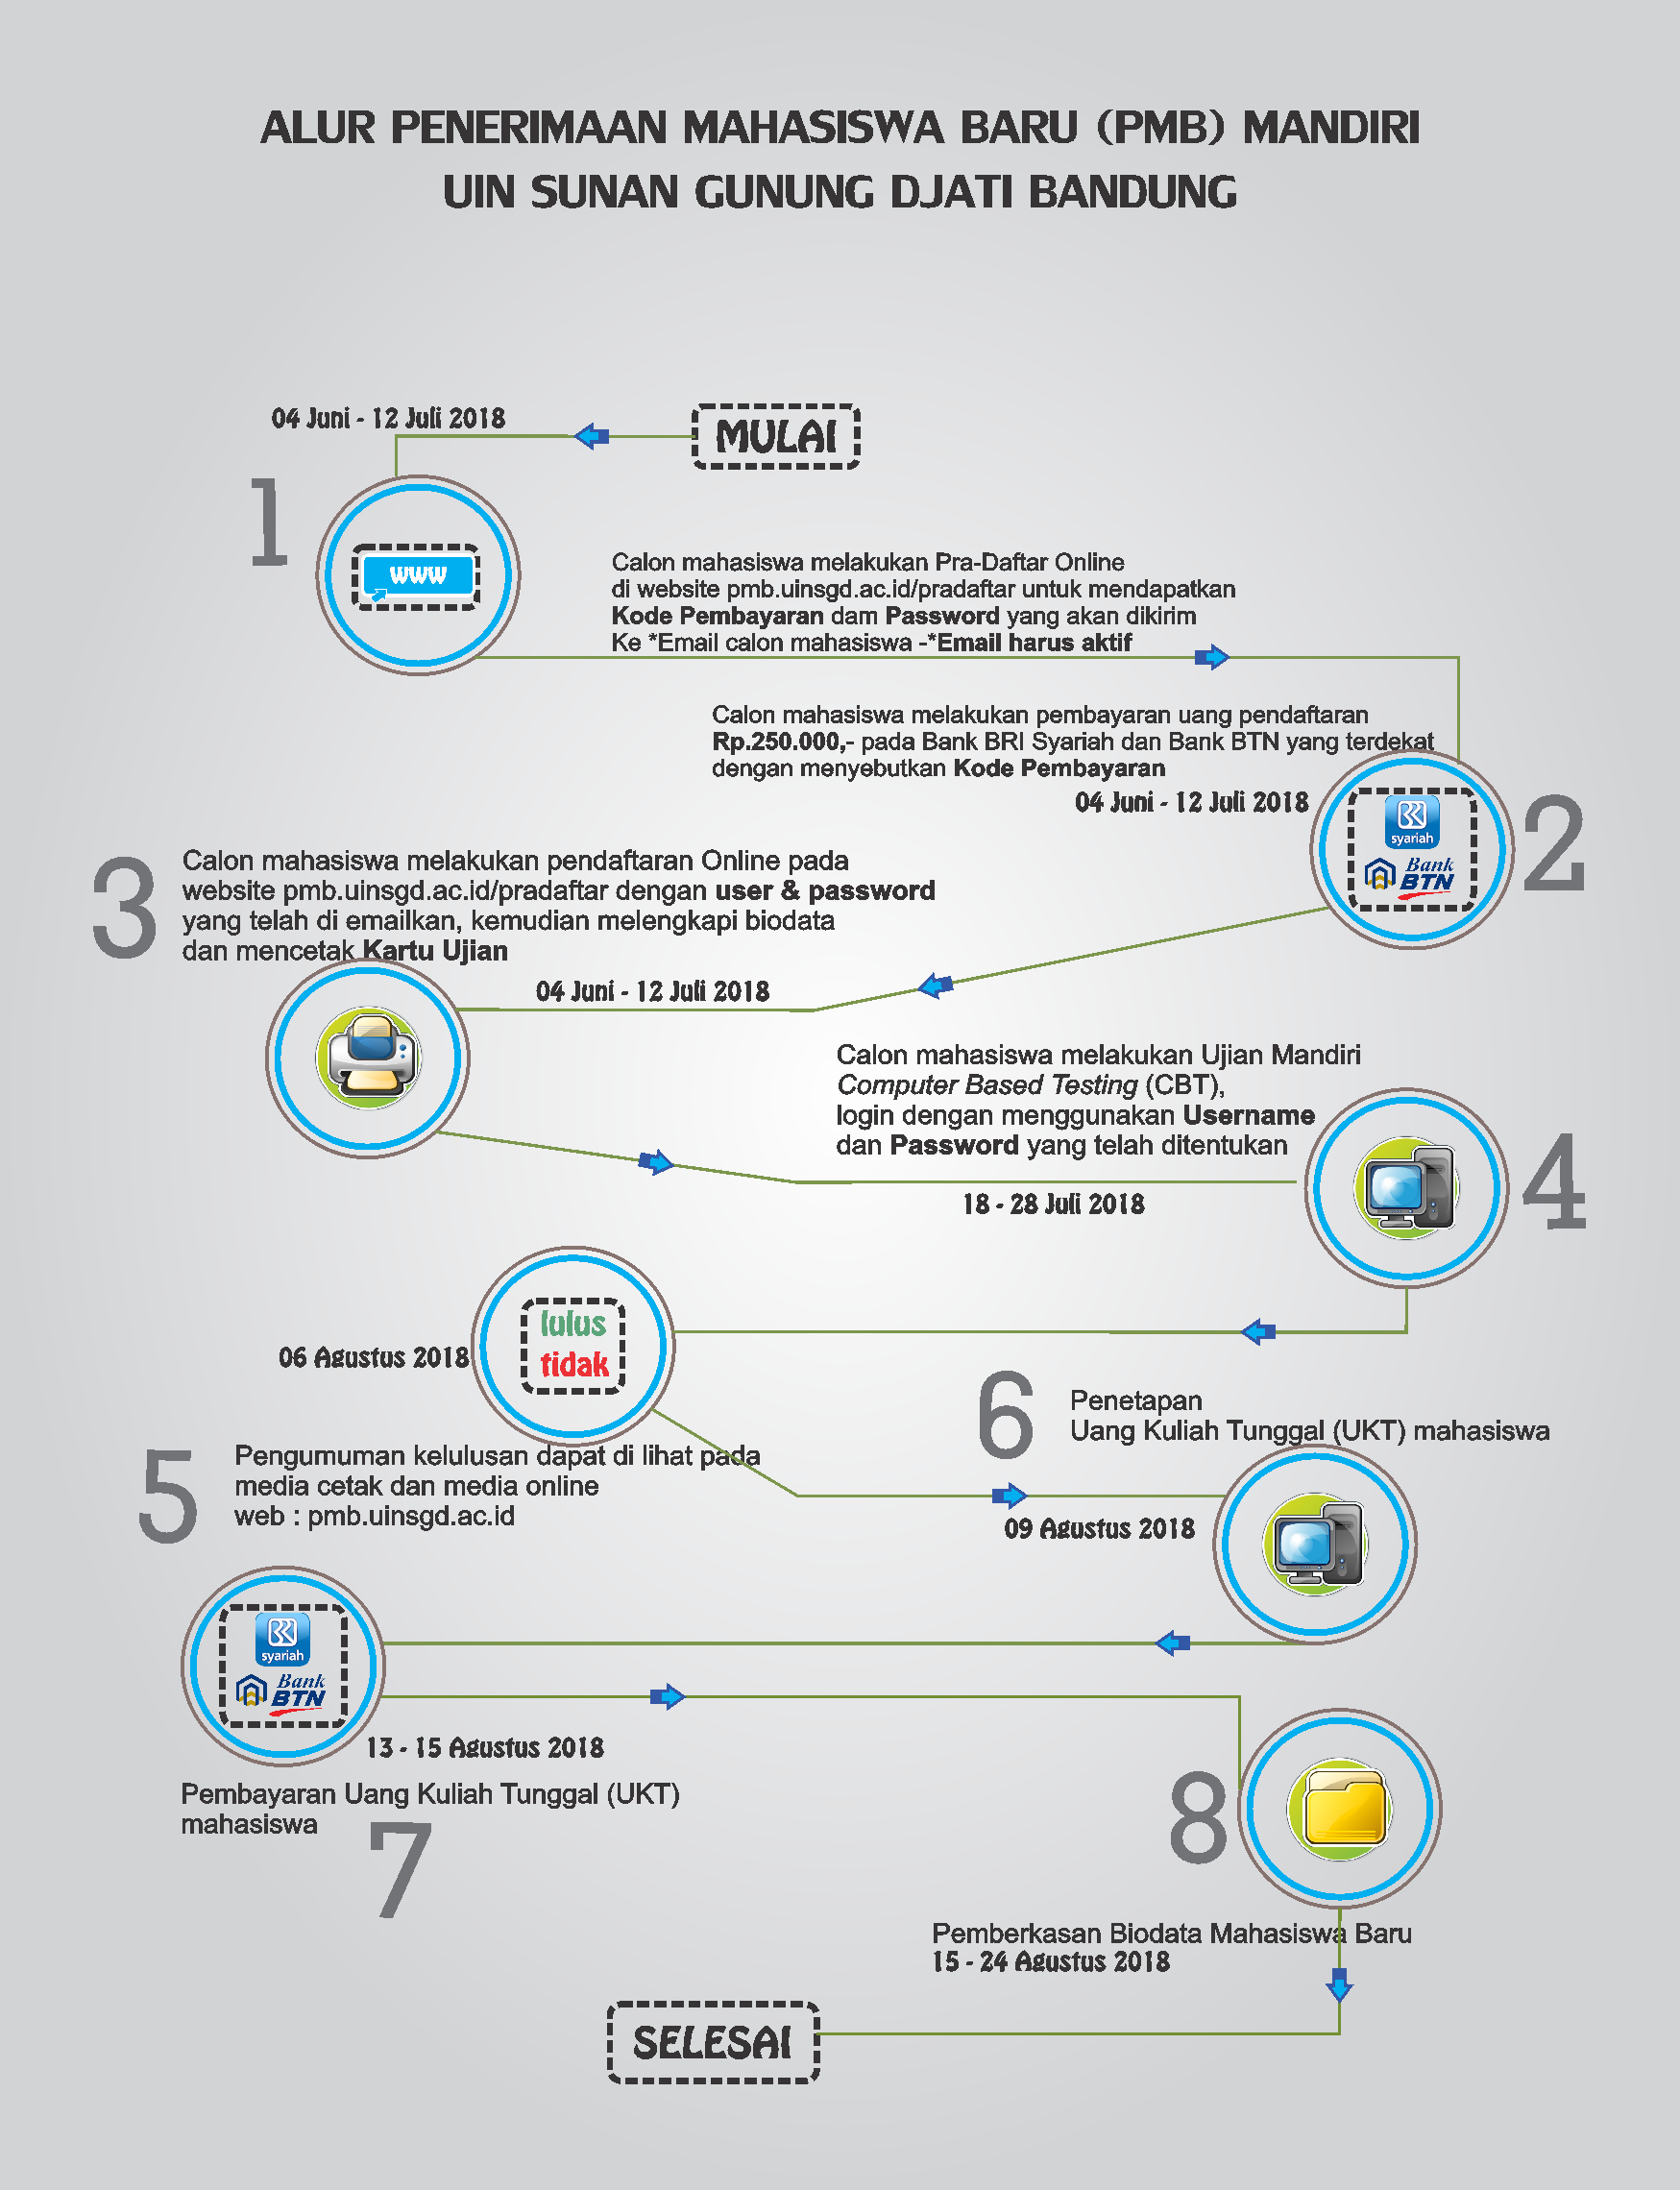 ALUR PENERIMAAN MAHASISWA BARU (PMB) MANDIRI
UIN SUNAN GUNUNG DJATI BANDUNG
MULAI
04 Juni - 12 Juli 2018
1
www
Calon mahasiswa melakukan Pra-Daftar Online
di website pmb.uinsgd.ac.id/pradaftar untuk mendapatkan
Kode Pembayaran dam Password yang akan dikirim
Ke *Email calon mahasiswa -*Email harus aktif
Calon mahasiswa melakukan pembayaran uang pendaftaran
Rp.250.000,- pada Bank BRI Syariah dan Bank BTN yang terdekat
dengan menyebutkan Kode Pembayaran
04 Juni - 12 Juli 2018
syariah
Bank
BTN
2
3
Calon mahasiswa melakukan pendaftaran Online pada
website pmb.uinsgd.ac.id/pradaftar dengan user & password
yang telah di emailkan, kemudian melengkapi biodata
dan mencetak Kartu Ujian
04 Juni - 12 Juli 2018
Calon mahasiswa melakukan Ujian Mandiri
Computer Based Testing (CBT),
login dengan menggunakan Username
dan Password yang telah ditentukan
18 - 28 Juli 2018
4
lulus
tidak
06 Agustus 2018
5
Pengumuman kelulusan dapat di lihat pada
media cetak dan media online
web : pmb.uinsgd.ac.id
6
Penetapan
Uang Kuliah Tunggal (UKT) mahasiswa
09 Agustus 2018
syariah
Bank
BTN
13 - 15 Agustus 2018
Pembayaran Uang Kuliah Tunggal (UKT)
mahasiswa
7
8
Pemberkasan Biodata Mahasiswa Baru
15 - 24 Agustus 2018
SELESAI